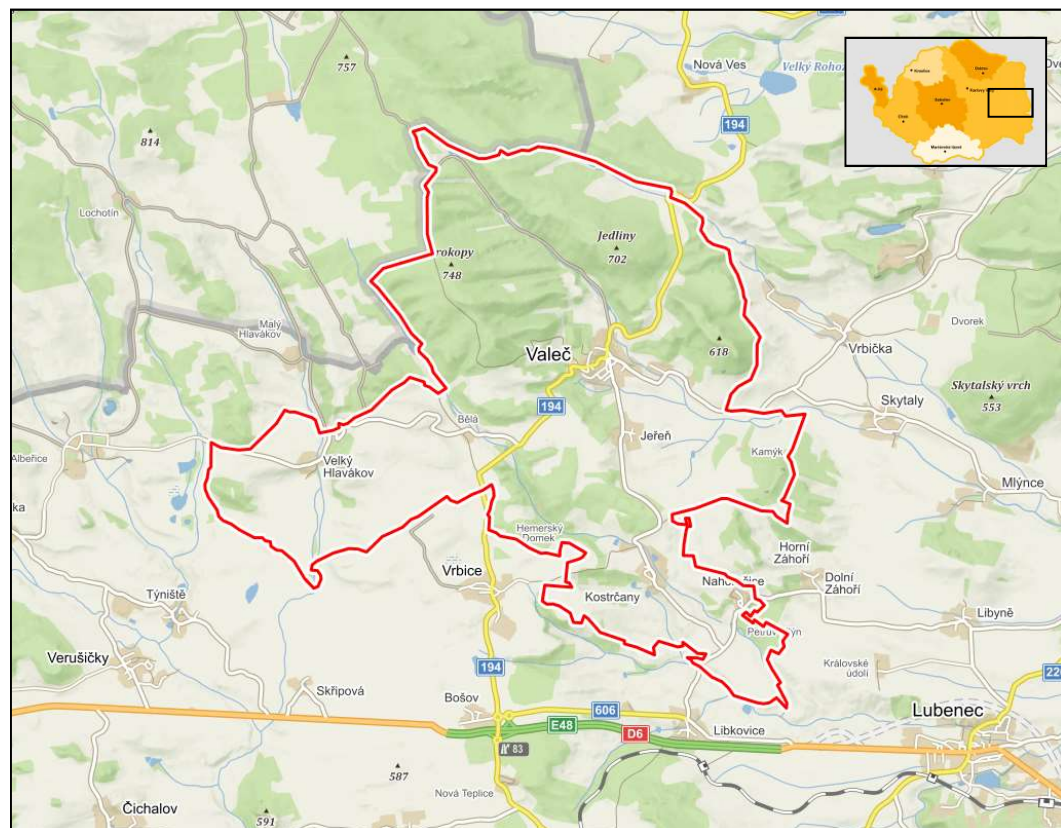 757
814
Nová Ves
Velký Rohoz
194
Lochotín
Jedliny
702
rokopy
748
Malý
Hlavákov
618
Valeč
Vrbička
Dvorek
194
Skytalský vrch
553
Bělá
Jeřeň
Skytaly
Albeřice
Velký
Hlavákov
Kamýk
Mlýnce
Hemerský
Domek
Horní
Záhoří
Vrbice
Dolní
Záhoří
Týniště
Kostrčany
Libyně
Verušičky
194
Královské
údolí
Skřipová
Bošov
606
E48
D6
Libkovice
Lubenec
83
587
Nová Teplice
Čichalov
591